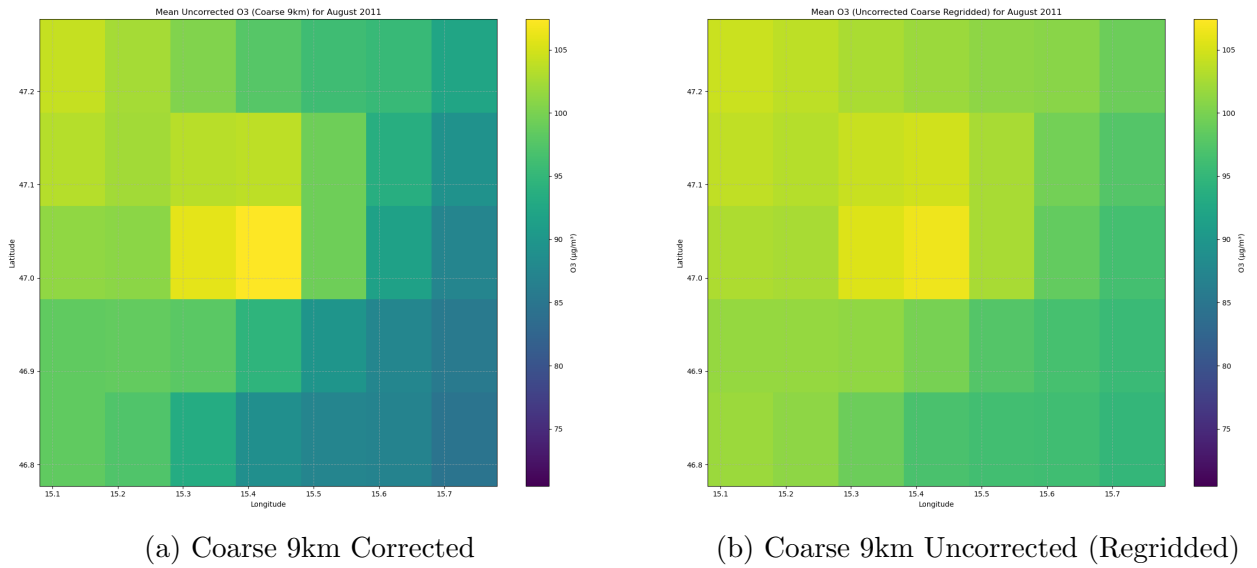 Mean Uncorrected O3 (Coarse 9km) for August 2011
47.2
47.1
47.0
46.9
46.8
Latitude
15.1 15.2 15.3 15.4 15.5 15.6 15.7
Longitude
105
100
95
90
85
80
75
O3 (µg/m³)
(a) Coarse 9km Corrected
Mean O3 (Uncorrected Coarse Regridded) for August 2011
47.2
47.1
47.0
46.9
46.8
Latitude
15.1 15.2 15.3 15.4 15.5 15.6 15.7
Longitude
105
100
95
90
85
80
75
O3 (µg/m³)
(b) Coarse 9km Uncorrected (Regridded)